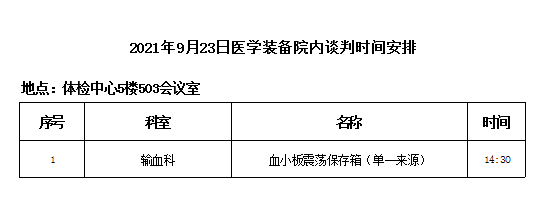 2021年9月23日医学装备院内谈判时间安排
地点：体检中心5楼503会议室
序号 科室 名称 时间
1 输血科 血小板震荡保存箱（单一来源） 14:30